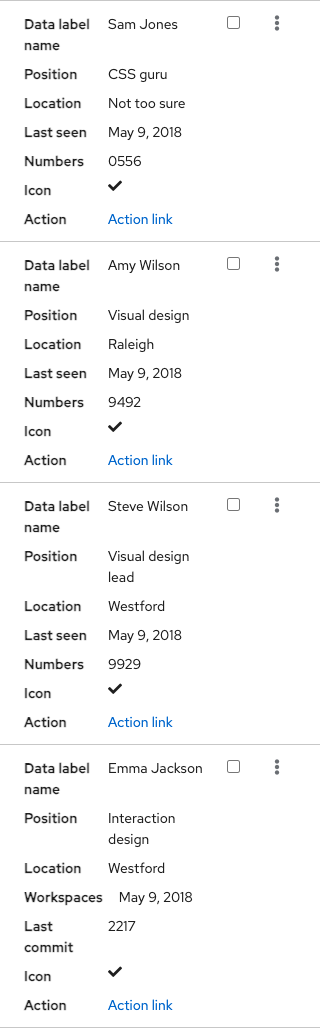 Data label Sam Jones
name
Position CSS guru
Location Not too sure
Last seen May 9, 2018
Numbers 0556
Icon
Action Action link
Data label Amy Wilson
name
Position Visual design
Location Raleigh
Last seen May 9, 2018
Numbers 9492
Icon
Action Action link
Data label Steve Wilson
name
Position Visual design
lead
Location Westford
Last seen May 9, 2018
Numbers 9929
Icon
Action Action link
Data label Emma Jackson
name
Position Interaction
design
Location Westford
Workspaces May 9, 2018
Last 2217
commit
Icon
Action Action link